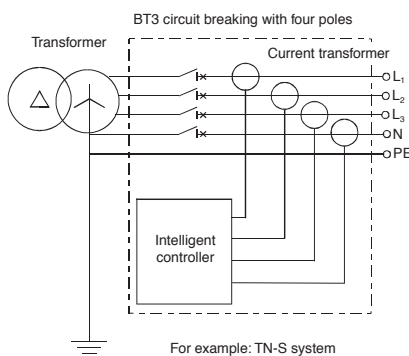 BT3 circuit breaking with four poles
Transformer
Current transformer
L1
L2
L3
N
PE
Intelligent
controller
For example: TN-S system